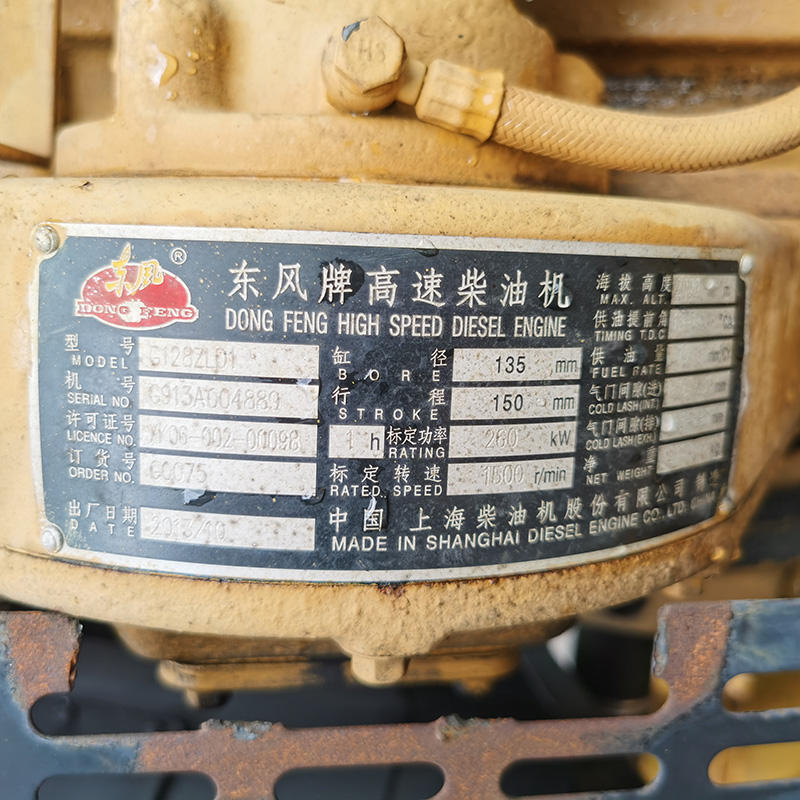 H8
东风 ®
DONG FENG
东风牌高速柴油机
DONG FENG HIGH SPEED DIESEL ENGINE
型号 G128ZLD1
MODEL
机号 G913A004889
SERIAL NO.
许可证号 XK06-002-00098
LICENCE NO.
订货号 G0075
ORDER NO.
出厂日期 2013/10
DATE
缸径 135 mm
BORE
行程 150 mm
STROKE
1 h 标定功率 260 kW
RATING
标定转速 1500 r/min
RATED SPEED
海拔高度 m
MAX. ALT.
供油提前角
TIMING T.D.C
供油量
FUEL RATE
气门间隙(进)
COLD LASH(INT)
气门间隙(排)
COLD LASH(EXH.)
净重
NET WEIGHT
中国 上海柴油机股份有限公司 制造
MADE IN SHANGHAI DIESEL ENGINE CO., LTD. CHINA